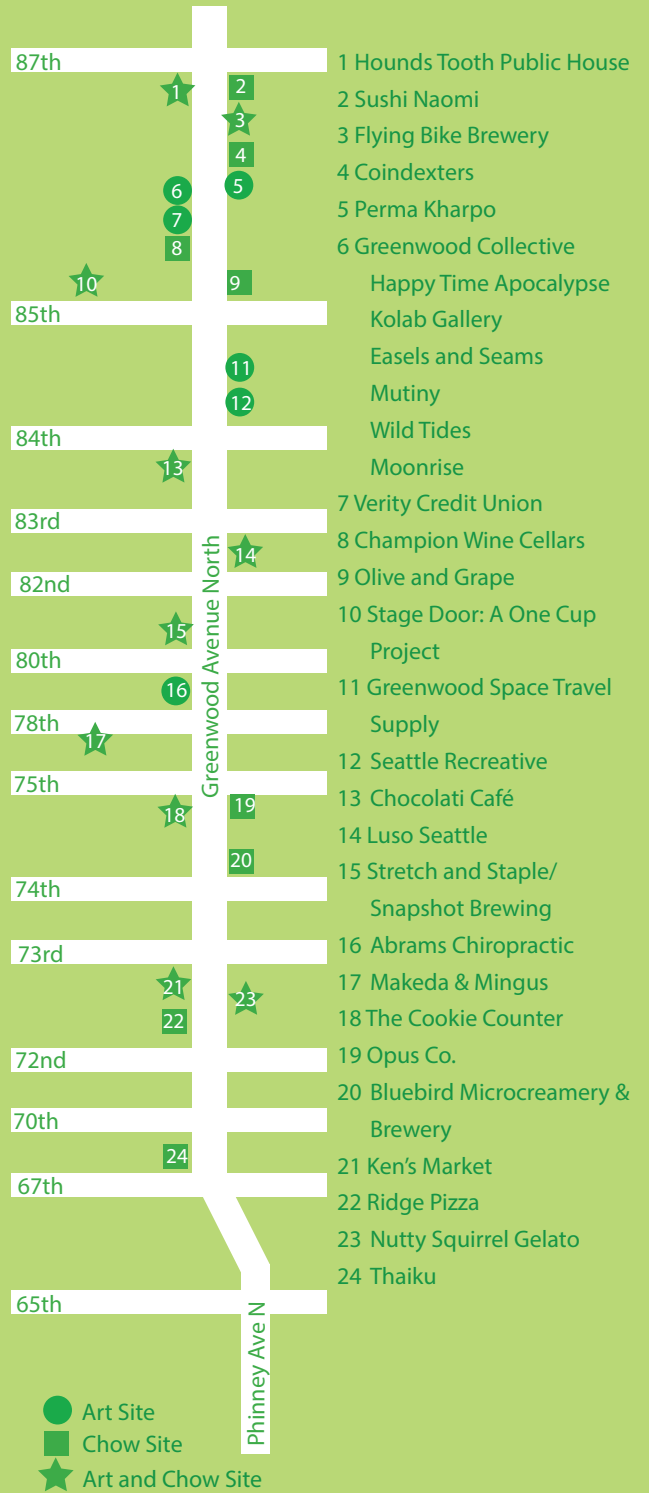 87th
1
2
3
4
5
6
7
8
10
9
85th
11
12
84th
13
83rd
14
82nd
15
80th
16
78th
17
75th
18
19
20
74th
73rd
21
23
22
72nd
70th
24
67th
65th
Greenwood Avenue North
Phinney Ave N
1 Hounds Tooth Public House
2 Sushi Naomi
3 Flying Bike Brewery
4 Coindexters
5 Perma Kharpo
6 Greenwood Collective
Happy Time Apocalypse
Kolab Gallery
Easels and Seams
Mutiny
Wild Tides
Moonrise
7 Verity Credit Union
8 Champion Wine Cellars
9 Olive and Grape
10 Stage Door: A One Cup
Project
11 Greenwood Space Travel
Supply
12 Seattle Recreative
13 Chocolati Café
14 Luso Seattle
15 Stretch and Staple/
Snapshot Brewing
16 Abrams Chiropractic
17 Makeda & Mingus
18 The Cookie Counter
19 Opus Co.
20 Bluebird Microcreamery &
Brewery
21 Ken's Market
22 Ridge Pizza
23 Nutty Squirrel Gelato
24 Thaiku
Art Site
Chow Site
Art and Chow Site